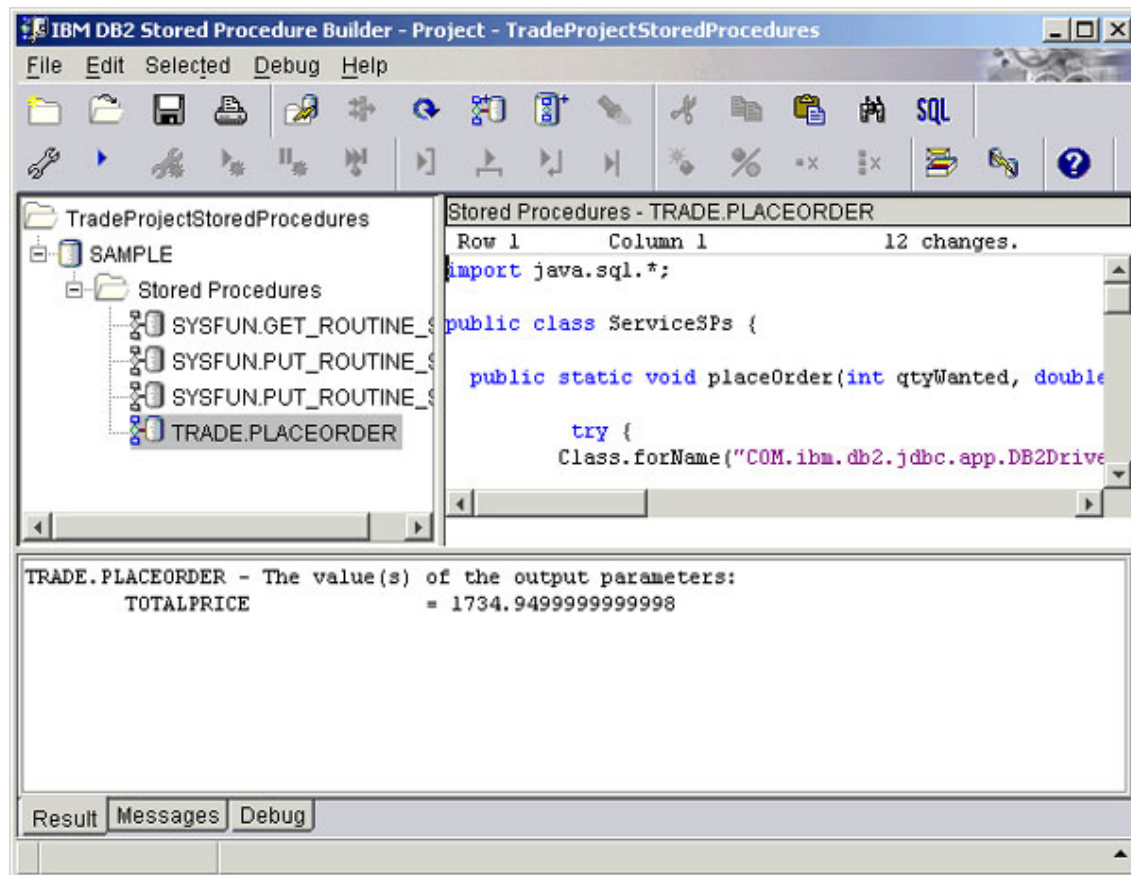 IBM DB2 Stored Procedure Builder - Project - TradeProjectStoredProcedures
File Edit Selected Debug Help
SQL
TradeProjectStoredProcedures
SAMPLE
Stored Procedures
SYSFUN.GET_ROUTINE_S
SYSFUN.PUT_ROUTINE_S
SYSFUN.PUT_ROUTINE_S
TRADE.PLACEORDER
Stored Procedures - TRADE.PLACEORDER
Row 1 Column 1 12 changes.
import java.sql.*;
public class ServiceSPs {
public static void placeOrder(int qtyWanted, double
try {
Class.forName("COM.ibm.db2.jdbc.app.DB2Drive
TRADE.PLACEORDER - The value(s) of the output parameters:
TOTALPRICE = 1734.9499999999998
Result Messages Debug